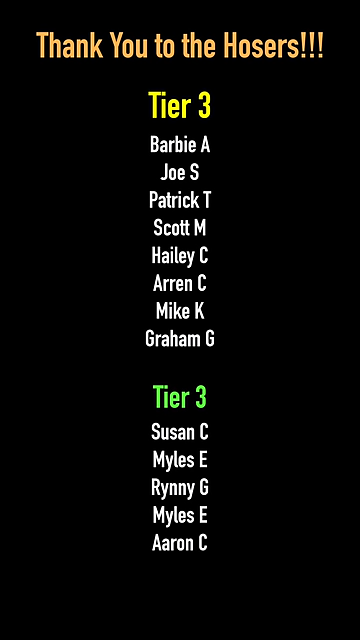 Thank You to the Hosers!!!
Tier 3
Barbie A
Joe S
Patrick T
Scott M
Hailey C
Arren C
Mike K
Graham G
Tier 3
Susan C
Myles E
Rynny G
Myles E
Aaron C